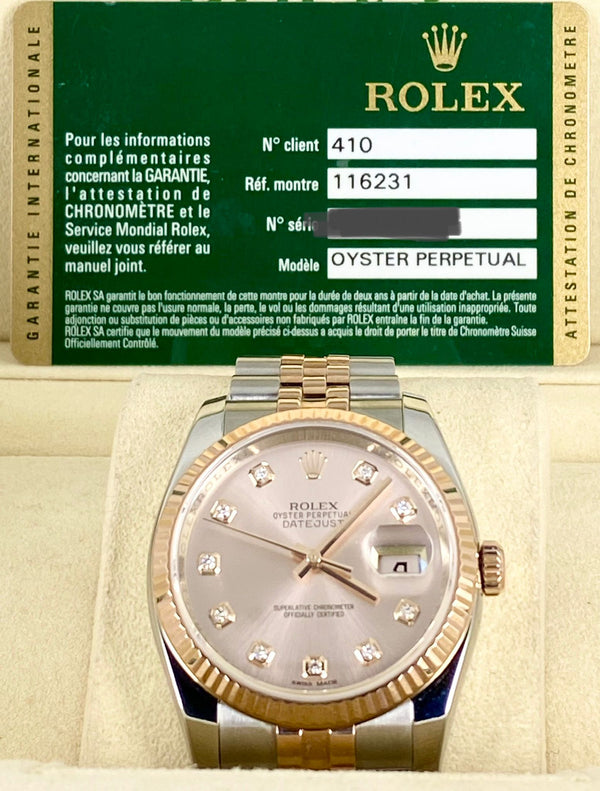 GARANTIE INTERNATIONALE
ROLEX
Pour les informations
complémentaires
concernant la GARANTIE,
l'attestation de
CHRONOMÈTRE et le
Service Mondial Rolex,
veuillez vous référer au
manuel joint.
N° client 410
Réf. montre 116231
N° séri
Modèle OYSTER PERPETUAL
ROLEX SA garantit le bon fonctionnement de cette montre pour la durée de deux ans à partir de la date d'achat. La présente
garantie ne couvre pas l'usure normale, la perte, le vol ou les dommages résultant d'une utilisation inappropriée. Toute
adjonction ou substitution de pièces ou d'accessoires non fabriqués par ROLEX entraîne la fin de la garantie.
ROLEX SA certifie que le mouvement du modèle précisé ci-dessus a acquis le droit de porter le titre de Chronomètre Suisse
Officiellement Contrôlé.
ATTESTATION DE CHRONOMETRE
ROLEX
OYSTER PERPETUAL
DATEJUST
SUPERLATIVE CHRONOMETER
OFFICIALLY CERTIFIED
SWISS MADE